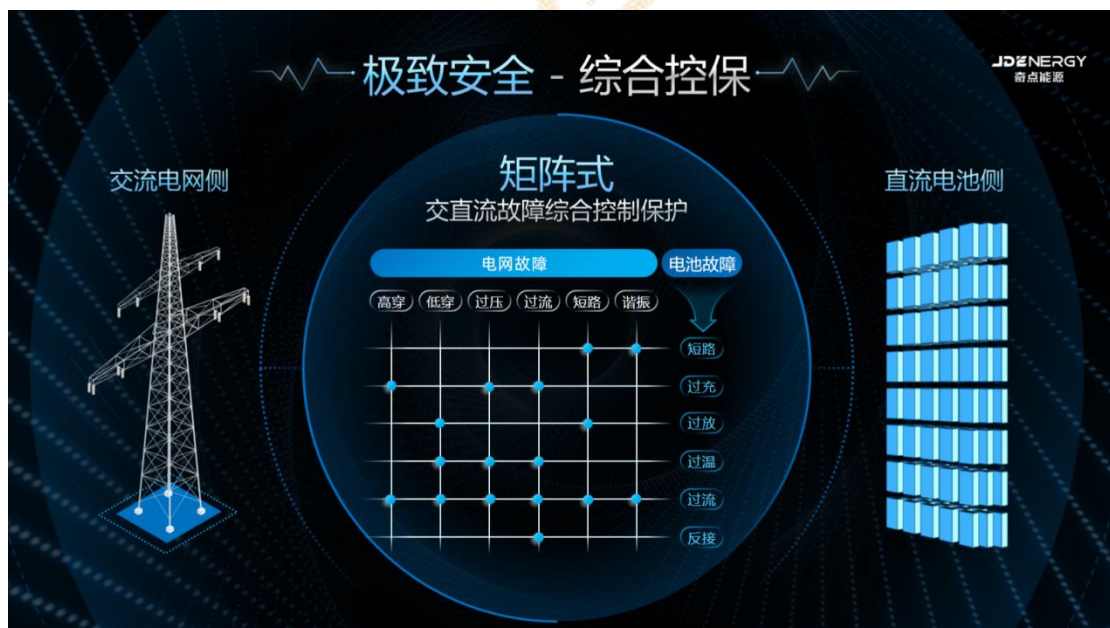 极致安全 - 综合控保
JDENERGY
奇点能源
交流电网侧
矩阵式
交直流故障综合控制保护
直流电池侧
电网故障
电池故障
高穿 低穿 过压 过流 短路 谐振
短路
过充
过放
过温
过流
反接